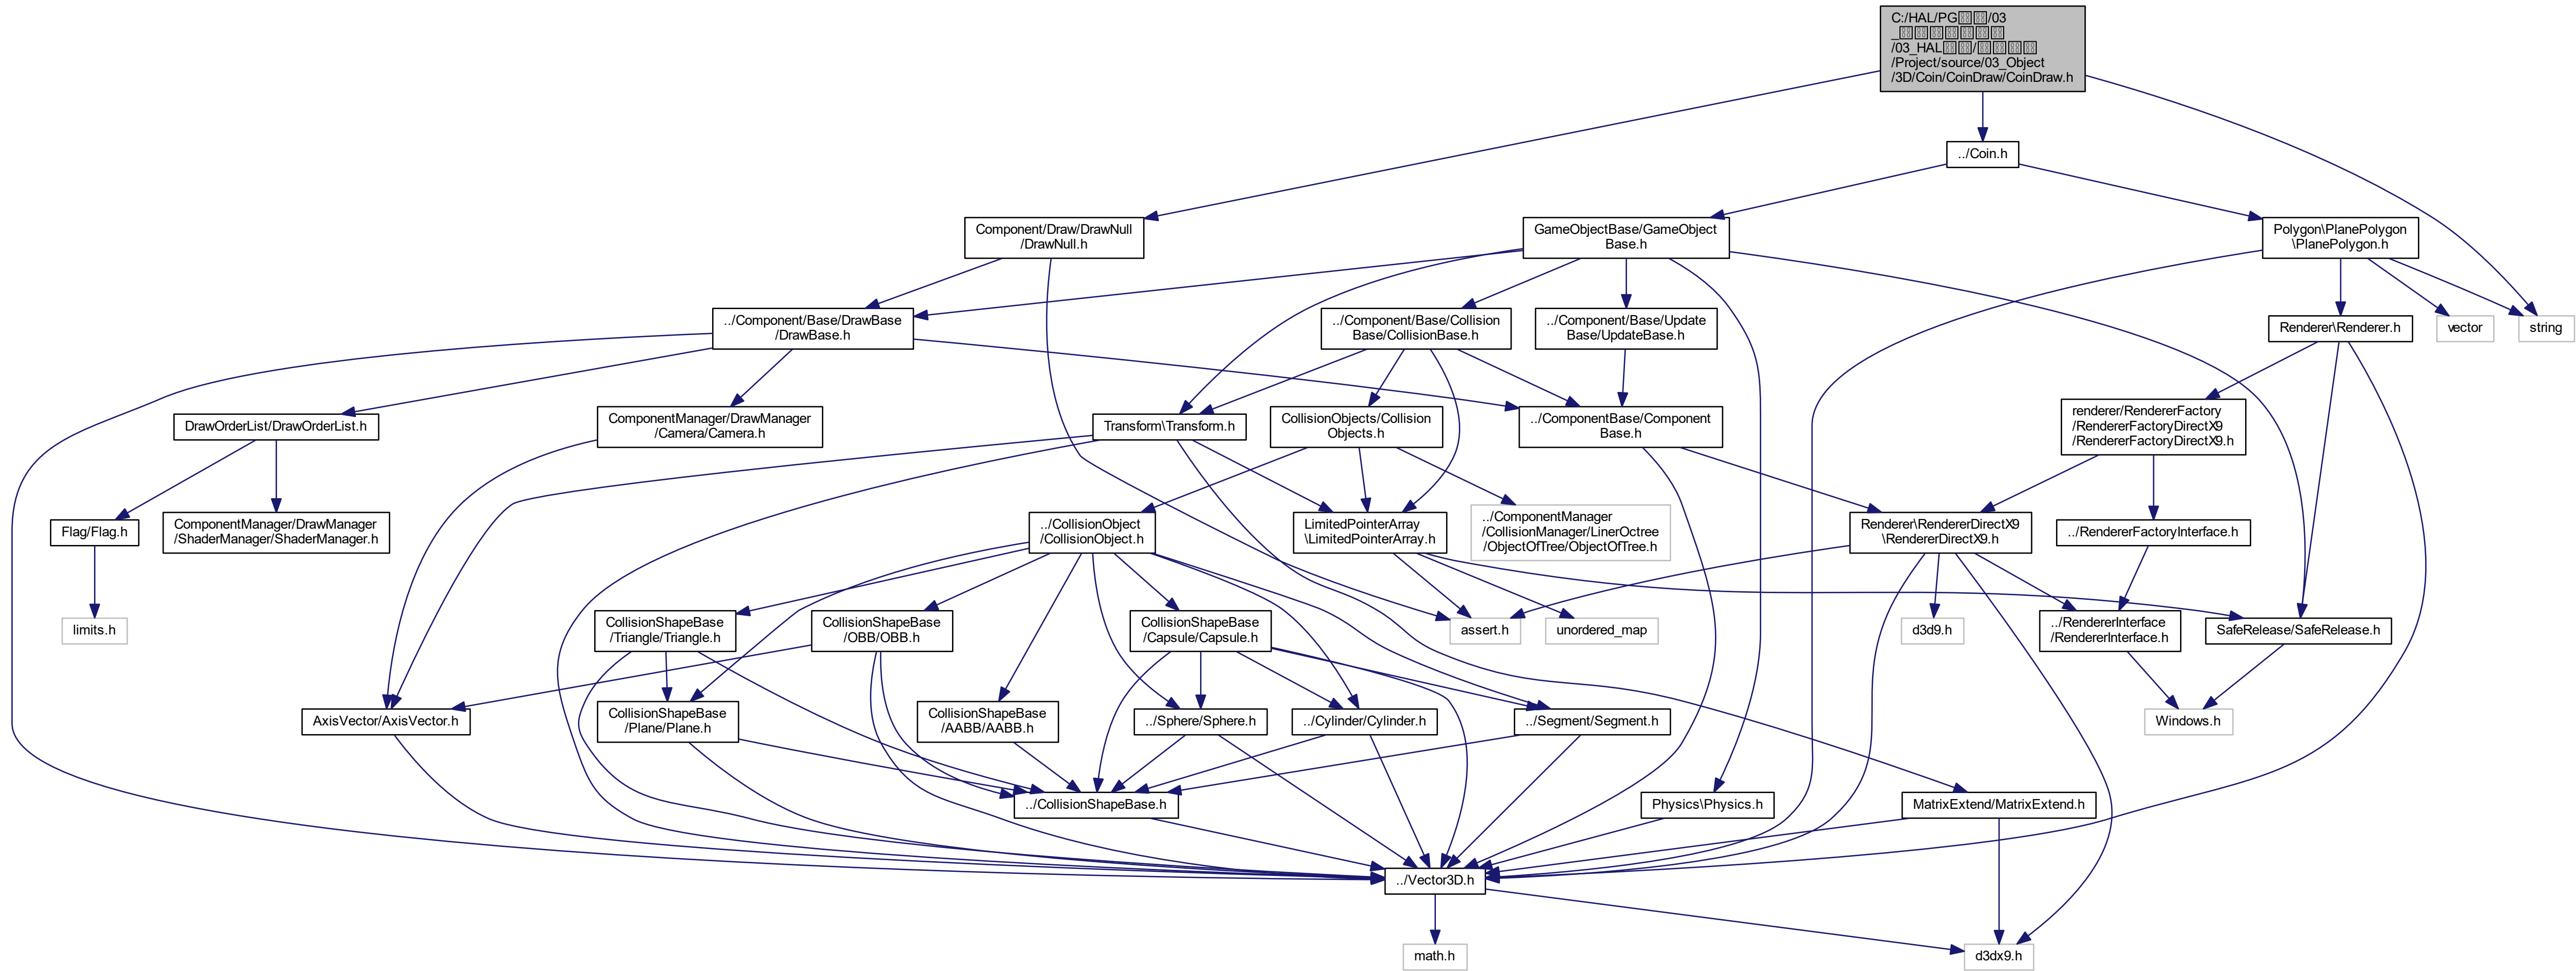 C:/HAL/PG/03
_
/03_HAL/
/Project/source/03_Object
/3D/Coin/CoinDraw/CoinDraw.h
../Coin.h
Component/Draw/DrawNull
/DrawNull.h
GameObjectBase/GameObject
Base.h
Polygon\PlanePolygon
\PlanePolygon.h
../Component/Base/DrawBase
/DrawBase.h
../Component/Base/Collision
Base/CollisionBase.h
../Component/Base/Update
Base/UpdateBase.h
Renderer\Renderer.h
vector
string
DrawOrderList/DrawOrderList.h
ComponentManager/DrawManager
/Camera/Camera.h
Transform\Transform.h
CollisionObjects/Collision
Objects.h
../ComponentBase/Component
Base.h
renderer/RendererFactory
/RendererFactoryDirectX9
/RendererFactoryDirectX9.h
Flag/Flag.h
ComponentManager/DrawManager
/ShaderManager/ShaderManager.h
../CollisionObject
/CollisionObject.h
LimitedPointerArray
\LimitedPointerArray.h
../ComponentManager
/CollisionManager/LinerOctree
/ObjectOfTree/ObjectOfTree.h
Renderer\RendererDirectX9
\RendererDirectX9.h
../RendererFactoryInterface.h
limits.h
CollisionShapeBase
/Triangle/Triangle.h
CollisionShapeBase
/OBB/OBB.h
CollisionShapeBase
/Capsule/Capsule.h
assert.h
unordered_map
d3d9.h
../RendererInterface
/RendererInterface.h
SafeRelease/SafeRelease.h
AxisVector/AxisVector.h
CollisionShapeBase
/Plane/Plane.h
CollisionShapeBase
/AABB/AABB.h
../Sphere/Sphere.h
../Cylinder/Cylinder.h
../Segment/Segment.h
Windows.h
../CollisionShapeBase.h
Physics\Physics.h
MatrixExtend/MatrixExtend.h
../Vector3D.h
math.h
d3dx9.h